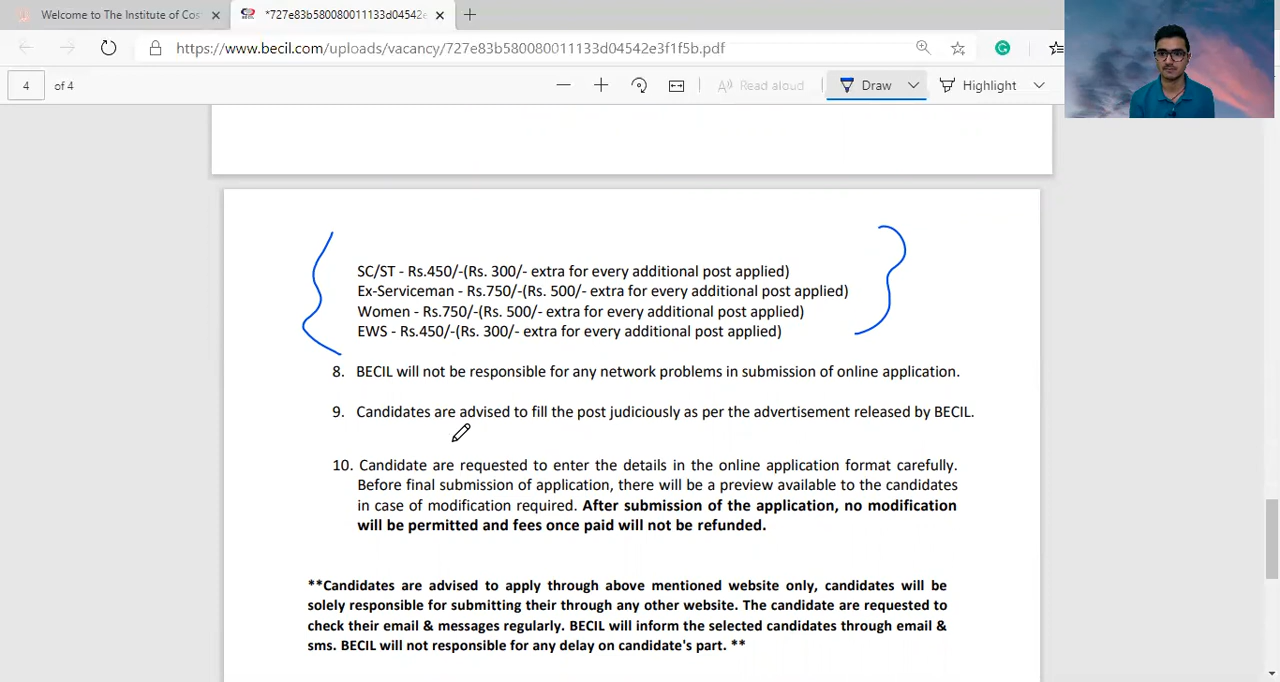 Welcome to The Institute of Cos
*727e83b580080011133d04542e
https://www.becil.com/uploads/vacancy/727e83b580080011133d04542e3f1f5b.pdf
4 of 4
Read aloud
Draw
Highlight
SC/ST - Rs.450/-(Rs. 300/- extra for every additional post applied)
Ex-Serviceman - Rs.750/-(Rs. 500/- extra for every additional post applied)
Women - Rs.750/-(Rs. 500/- extra for every additional post applied)
EWS - Rs.450/-(Rs. 300/- extra for every additional post applied)
8. BECIL will not be responsible for any network problems in submission of online application.
9. Candidates are advised to fill the post judiciously as per the advertisement released by BECIL.
10. Candidate are requested to enter the details in the online application format carefully.
Before final submission of application, there will be a preview available to the candidates
in case of modification required. After submission of the application, no modification
will be permitted and fees once paid will not be refunded.
**Candidates are advised to apply through above mentioned website only, candidates will be
solely responsible for submitting their through any other website. The candidate are requested to
check their email & messages regularly. BECIL will inform the selected candidates through email &
sms. BECIL will not responsible for any delay on candidate's part. **